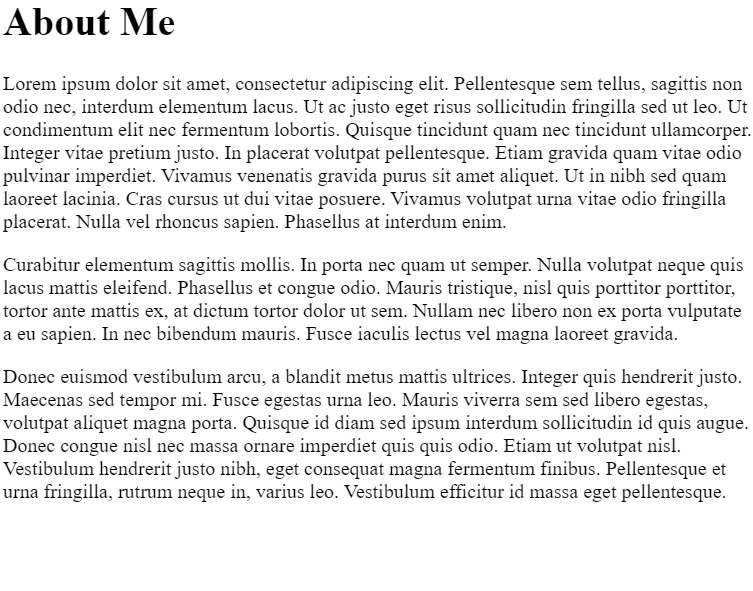 About Me
Lorem ipsum dolor sit amet, consectetur adipiscing elit. Pellentesque sem tellus, sagittis non
odio nec, interdum elementum lacus. Ut ac justo eget risus sollicitudin fringilla sed ut leo. Ut
condimentum elit nec fermentum lobortis. Quisque tincidunt quam nec tincidunt ullamcorper.
Integer vitae pretium justo. In placerat volutpat pellentesque. Etiam gravida quam vitae odio
pulvinar imperdiet. Vivamus venenatis gravida purus sit amet aliquet. Ut in nibh sed quam
laoreet lacinia. Cras cursus ut dui vitae posuere. Vivamus volutpat urna vitae odio fringilla
placerat. Nulla vel rhoncus sapien. Phasellus at interdum enim.
Curabitur elementum sagittis mollis. In porta nec quam ut semper. Nulla volutpat neque quis
lacus mattis eleifend. Phasellus et congue odio. Mauris tristique, nisl quis porttitor porttitor,
tortor ante mattis ex, at dictum tortor dolor ut sem. Nullam nec libero non ex porta vulputate
a eu sapien. In nec bibendum mauris. Fusce iaculis lectus vel magna laoreet gravida.
Donec euismod vestibulum arcu, a blandit metus mattis ultrices. Integer quis hendrerit justo.
Maecenas sed tempor mi. Fusce egestas urna leo. Mauris viverra sem sed libero egestas,
volutpat aliquet magna porta. Quisque id diam sed ipsum interdum sollicitudin id quis augue.
Donec congue nisl nec massa ornare imperdiet quis quis odio. Etiam ut volutpat nisl.
Vestibulum hendrerit justo nibh, eget consequat magna fermentum finibus. Pellentesque et
urna fringilla, rutrum neque in, varius leo. Vestibulum efficitur id massa eget pellentesque.